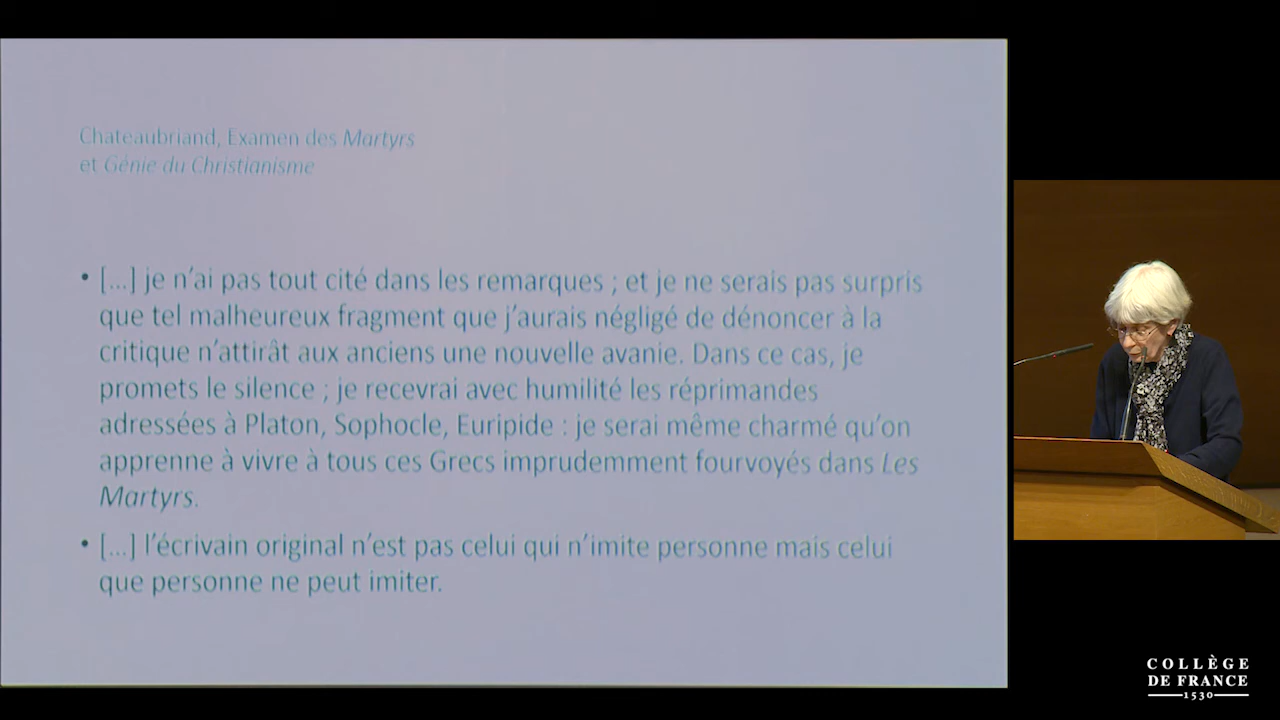 Chateaubriand, Examen des Martyrs
et Génie du Christianisme
• [...] je n'ai pas tout cité dans les remarques ; et je ne serais pas surpris
que tel malheureux fragment que j'aurais négligé de dénoncer à la
critique n'attirât aux anciens une nouvelle avanie. Dans ce cas, je
promets le silence ; je recevrai avec humilité les réprimandes
adressées à Platon, Sophocle, Euripide : je serai même charmé qu'on
apprenne à vivre à tous ces Grecs imprudemment fourvoyés dans Les
Martyrs.
• [...] l'écrivain original n'est pas celui qui n'imite personne mais celui
que personne ne peut imiter.
COLLÈGE
DE FRANCE
1530